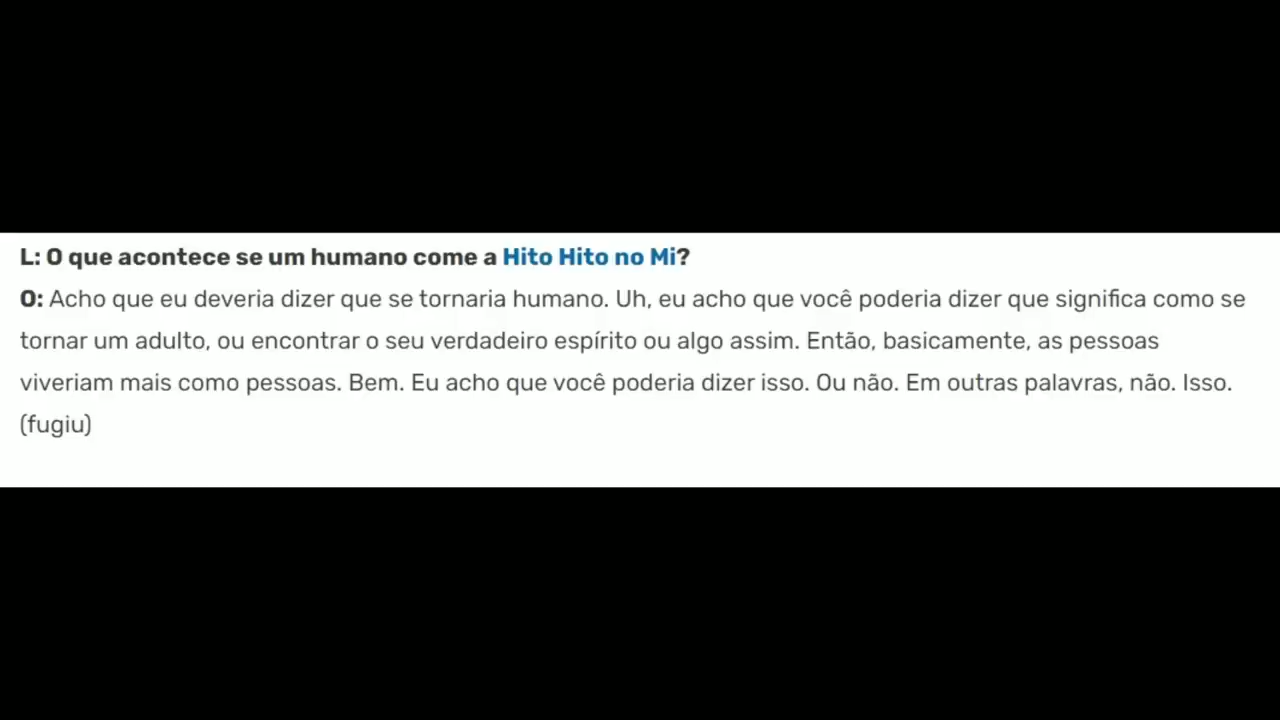 L: O que acontece se um humano come a Hito Hito no Mi?
O: Acho que eu deveria dizer que se tornaria humano. Uh, eu acho que você poderia dizer que significa como se
tornar um adulto, ou encontrar o seu verdadeiro espírito ou algo assim. Então, basicamente, as pessoas
viveriam mais como pessoas. Bem. Eu acho que você poderia dizer isso. Ou não. Em outras palavras, não. Isso.
(fugiu)